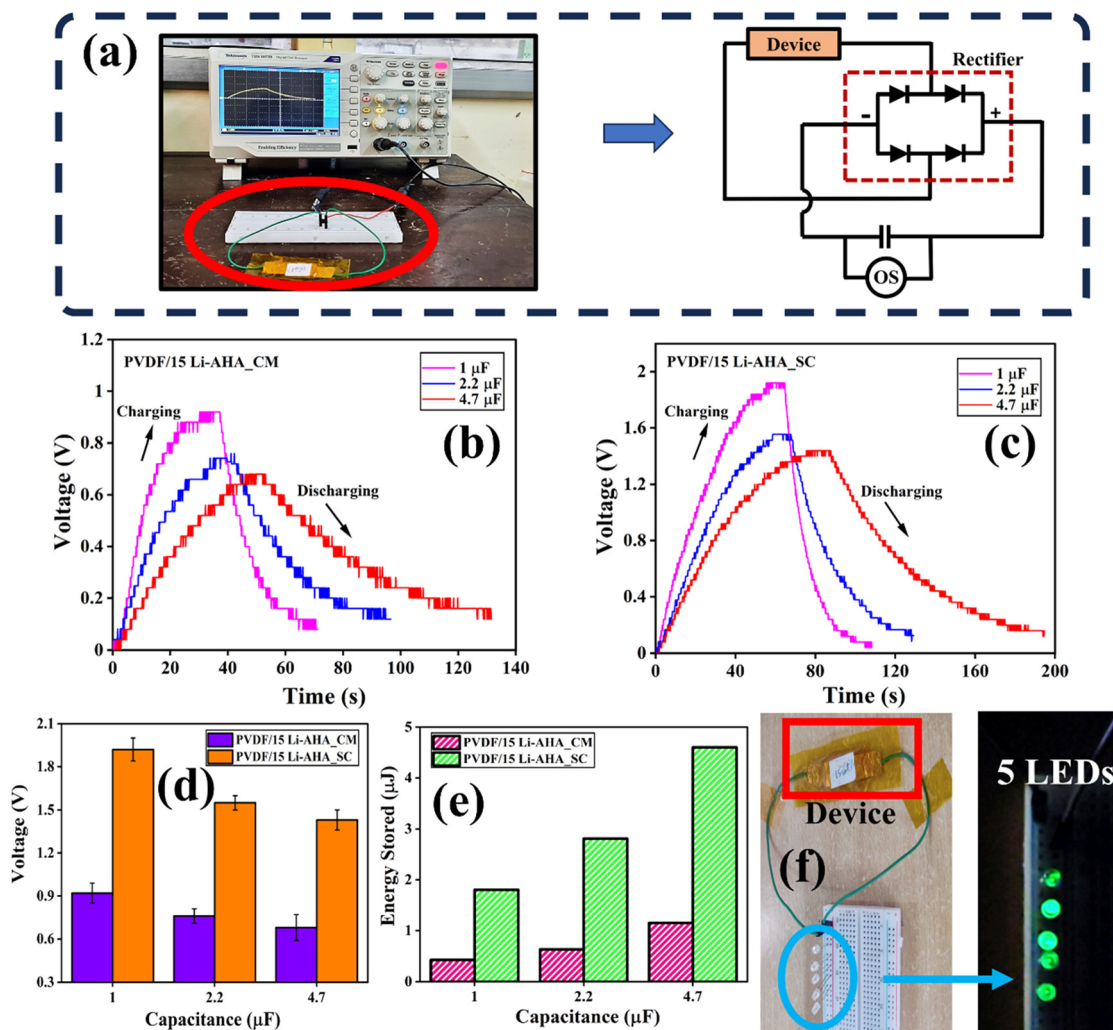 (a)
Tektronix
Device
Rectifier
-
+
OS
PVDF/15 Li-AHA_CM
1 μF
2.2 μF
4.7 μF
Charging
(b)
Discharging
Voltage (V)
1.2
1
0.8
0.6
0.4
0.2
0
0 20 40 60 80 100 120 140
Time (s)
PVDF/15 Li-AHA_SC
1 μF
2.2 μF
4.7 μF
Charging
(c)
Discharging
Voltage (V)
2.4
2
1.6
1.2
0.8
0.4
0
0 40 80 120 160 200
Time (s)
PVDF/15 Li-AHA_CM
PVDF/15 Li-AHA_SC
(d)
Voltage (V)
2.1
1.8
1.5
1.2
0.9
0.6
0.3
1 2.2 4.7
Capacitance (μF)
PVDF/15 Li-AHA_CM
PVDF/15 Li-AHA_SC
(e)
Energy Stored (μJ)
5
4
3
2
1
0
1 2.2 4.7
Capacitance (μF)
Device
(f)
5 LEDs